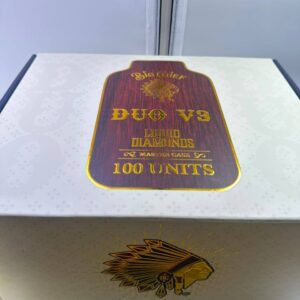 DUO V3
LIQUID
DIAMONDS
MASTER CASE
100 UNITS